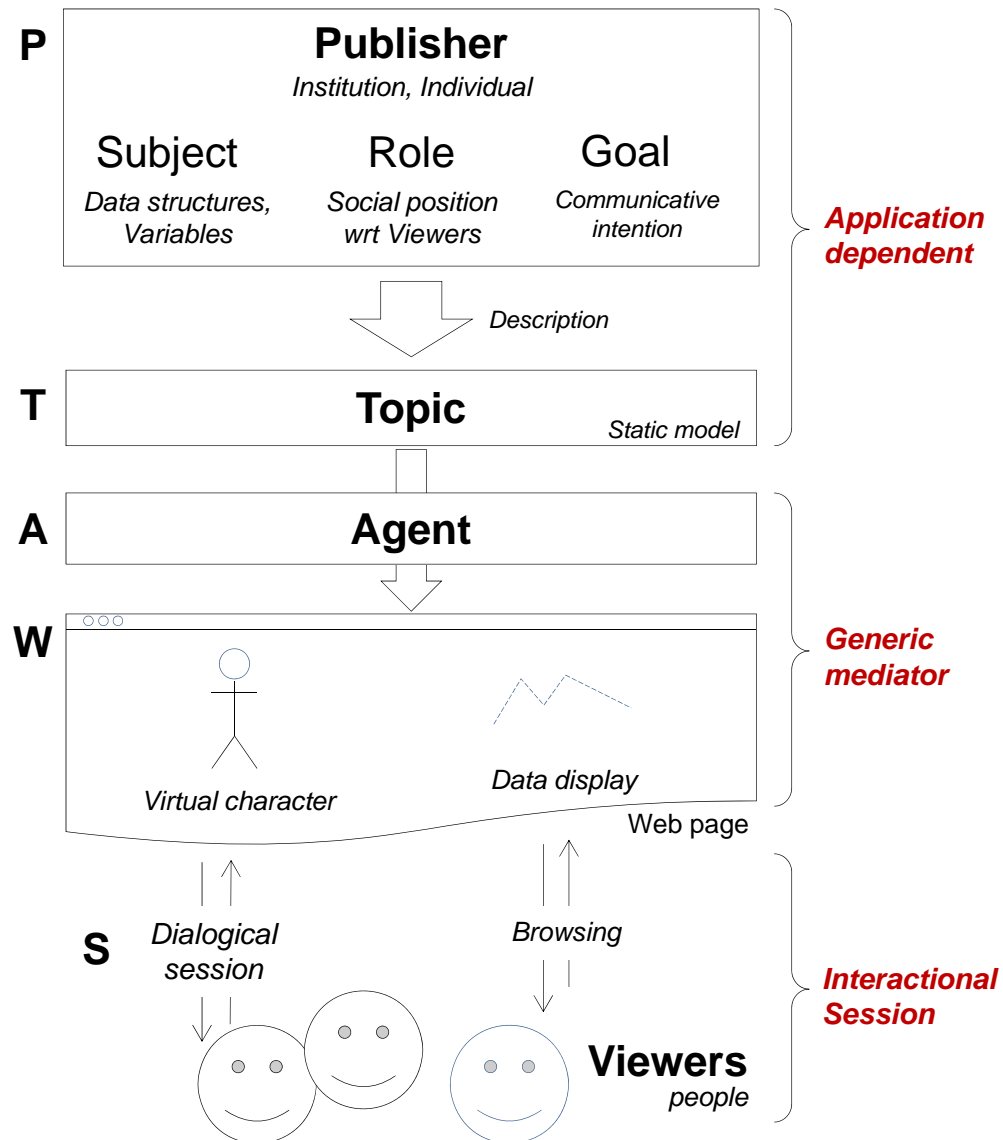 P
Publisher
Institution, Individual
Subject
Role
Goal
Data structures,
Variables
Social position
wrt Viewers
Communicative
intention
Application
dependent
Description
T
Topic
Static model
A
Agent
W
Generic
mediator
Virtual character
Data display
Web page
S
Dialogical
session
Browsing
Interactional
Session
Viewers
people